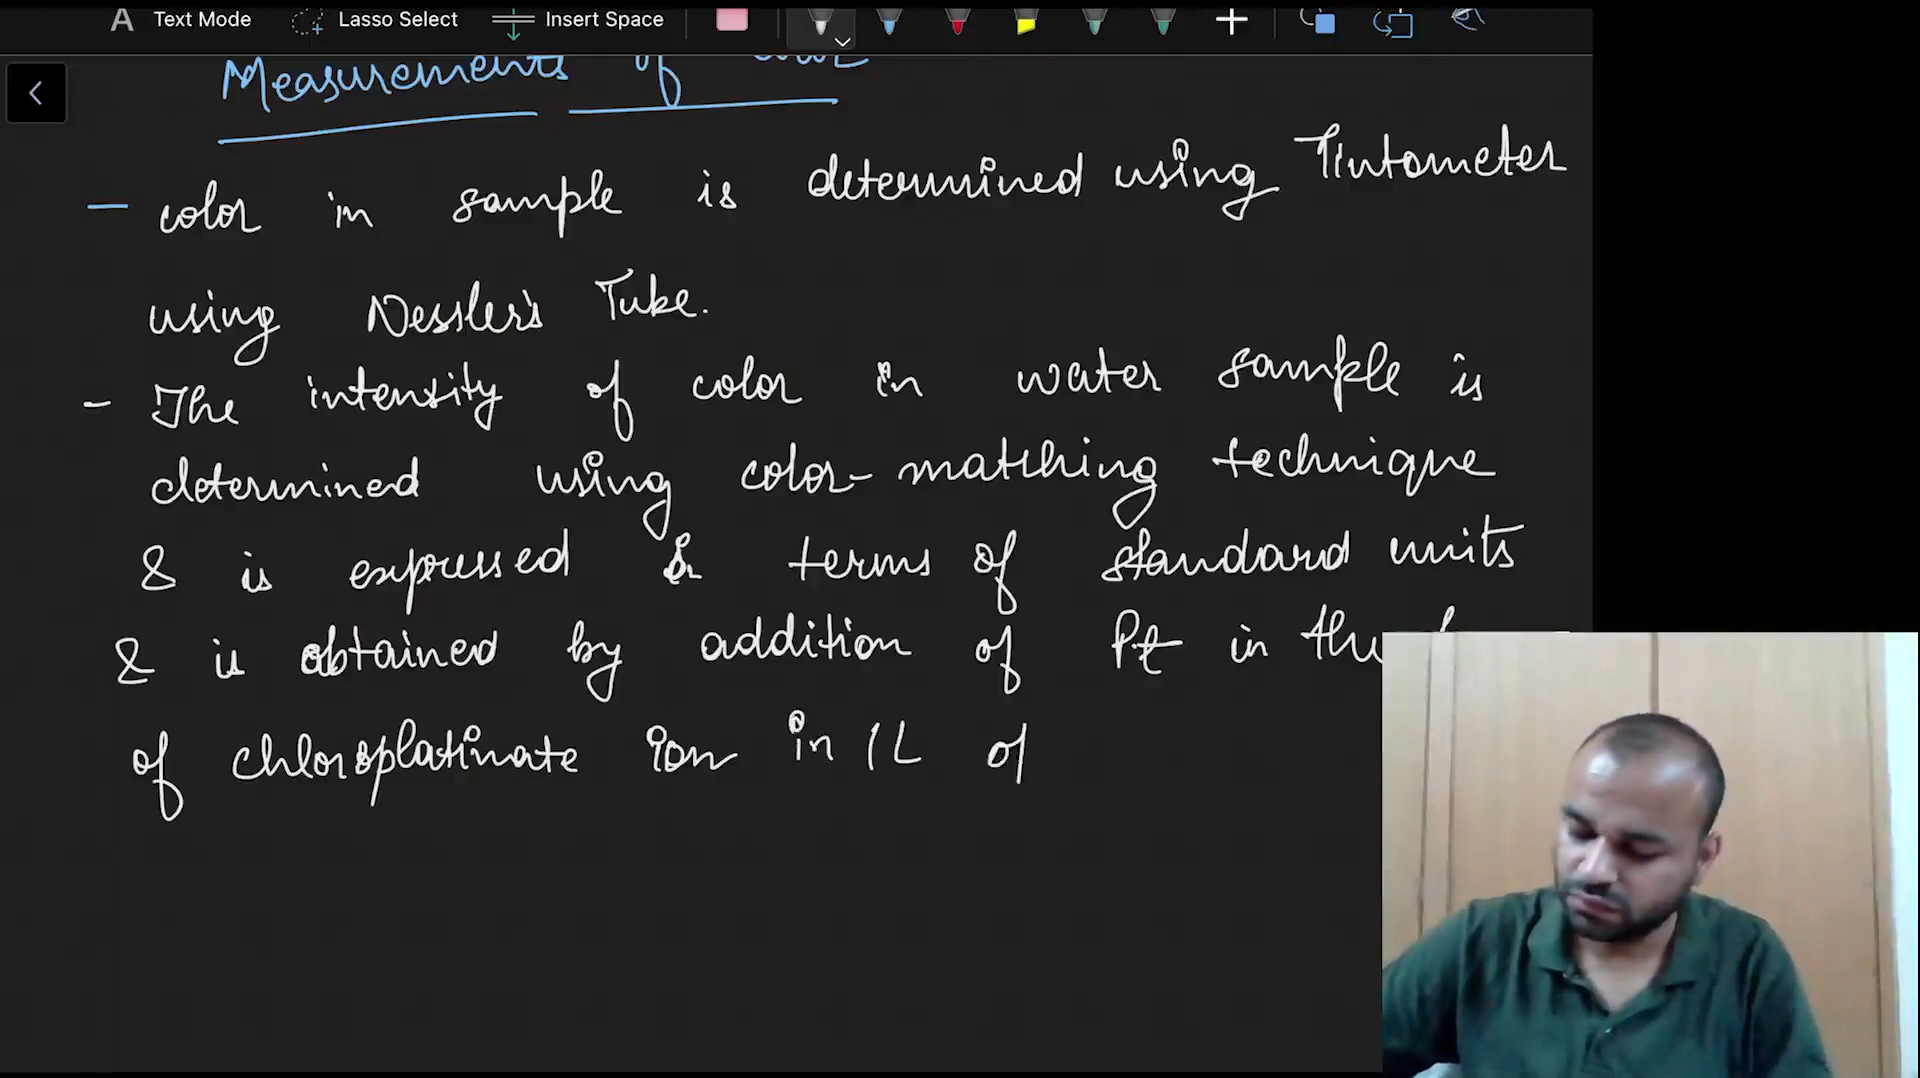 Text Mode Lasso Select Insert Space
Measurements of
– color in sample is determined using Tintometer
using Nessler's Tube.
- The intensity of color in water sample is
determined using color-matching technique
& is expressed in terms of standard units
& is obtained by addition of Pt in the
of chloroplatinate ion in 1L of